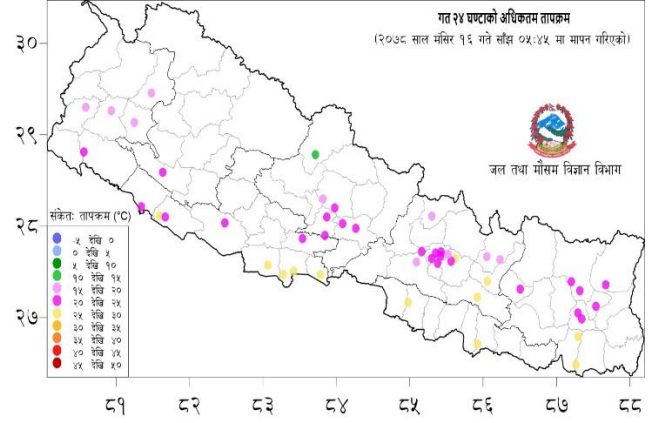 गत २४ घण्टाको अधिकतम तापक्रम
(२०७८ साल मंसिर १६ गते साँझ ०५:४५ मा मापन गरिएको)
जल तथा मौसम विज्ञान विभाग
३०
२९
२८
२७
संकेत: तापक्रम (°C)
-५ देखि ०
० देखि ५
५ देखि १०
१० देखि १५
१५ देखि २०
२० देखि २५
२५ देखि ३०
३० देखि ३५
३५ देखि ४०
४० देखि ४५
४५ देखि ५०
८१ ८२ ८३ ८४ ८५ ८६ ८७ ८८